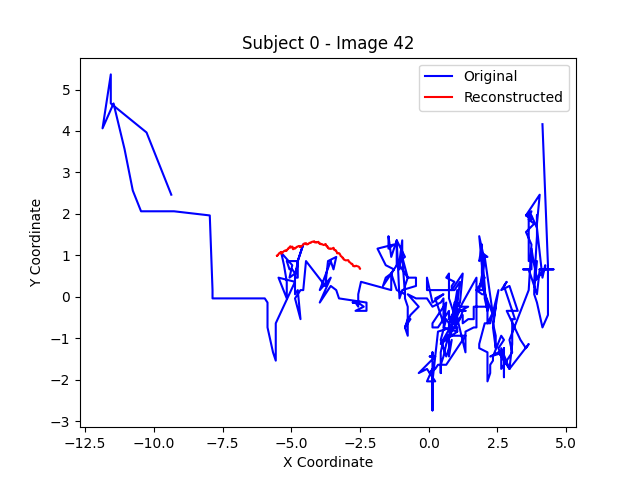 Subject 0 - Image 42
Original
Reconstructed
Y Coordinate
5
4
3
2
1
0
−1
−2
−3
−12.5 −10.0 −7.5 −5.0 −2.5 0.0 2.5 5.0
X Coordinate